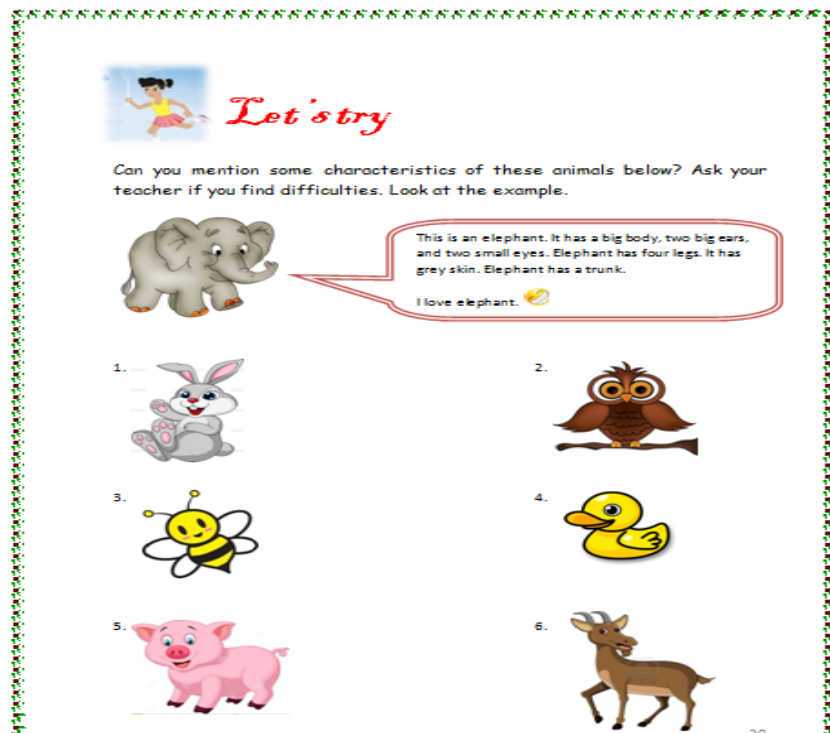 Let's try
Can you mention some characteristics of these animals below? Ask your
teacher if you find difficulties. Look at the example.
This is an elephant. It has a big body, two big ears,
and two small eyes. Elephant has four legs. It has
grey skin. Elephant has a trunk.
I love elephant.
1.
2.
3.
4.
5.
6.